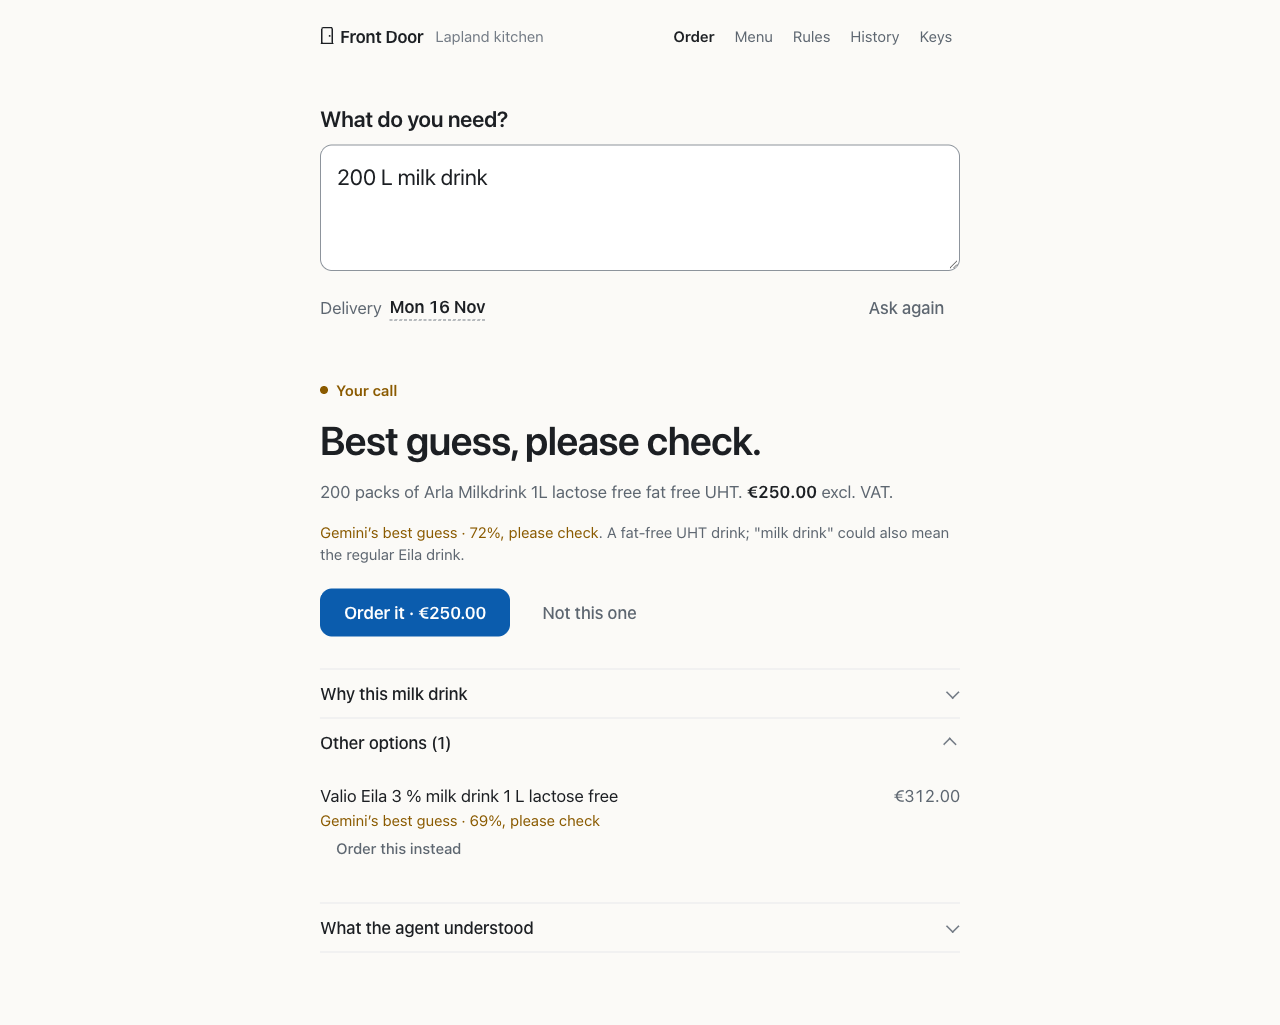 Front Door Lapland kitchen Order Menu Rules History Keys
What do you need?
200 L milk drink
Delivery Mon 16 Nov Ask again
Your call
Best guess, please check.
200 packs of Arla Milkdrink 1L lactose free fat free UHT. €250.00 excl. VAT.
Gemini's best guess · 72%, please check. A fat-free UHT drink; "milk drink" could also mean
the regular Eila drink.
Order it · €250.00 Not this one
Why this milk drink
Other options (1)
Valio Eila 3 % milk drink 1 L lactose free €312.00
Gemini's best guess · 69%, please check
Order this instead
What the agent understood